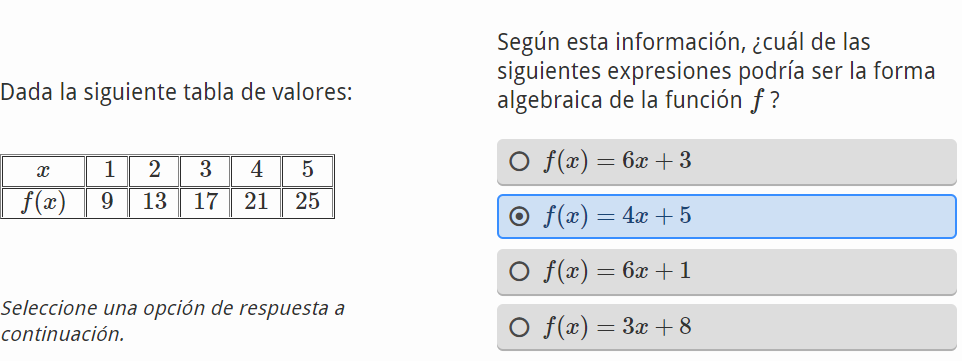 Dada la siguiente tabla de valores:
x 1 2 3 4 5
f(x) 9 13 17 21 25
Seleccione una opción de respuesta a
continuación.
Según esta información, ¿cuál de las
siguientes expresiones podría ser la forma
algebraica de la función f ?
f(x) = 6x + 3
f(x) = 4x + 5
f(x) = 6x + 1
f(x) = 3x + 8